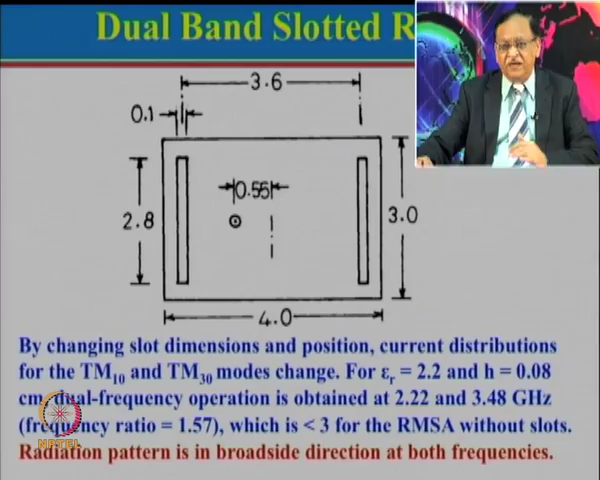 Dual Band Slotted R
3.6
0.1
0.55
2.8
3.0
4.0
By changing slot dimensions and position, current distributions
for the TM10 and TM30 modes change. For εr = 2.2 and h = 0.08
cm, dual-frequency operation is obtained at 2.22 and 3.48 GHz
(frequency ratio = 1.57), which is < 3 for the RMSA without slots.
Radiation pattern is in broadside direction at both frequencies.
NPTEL